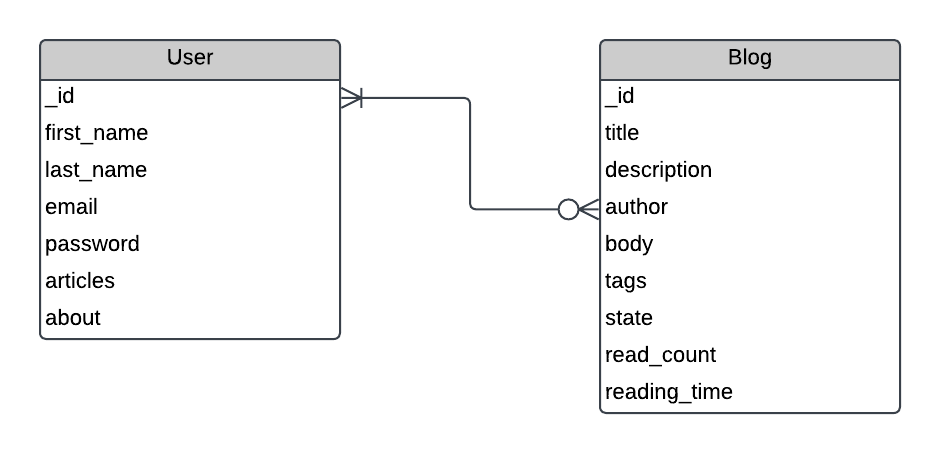 User
_id
first_name
last_name
email
password
articles
about
Blog
_id
title
description
author
body
tags
state
read_count
reading_time